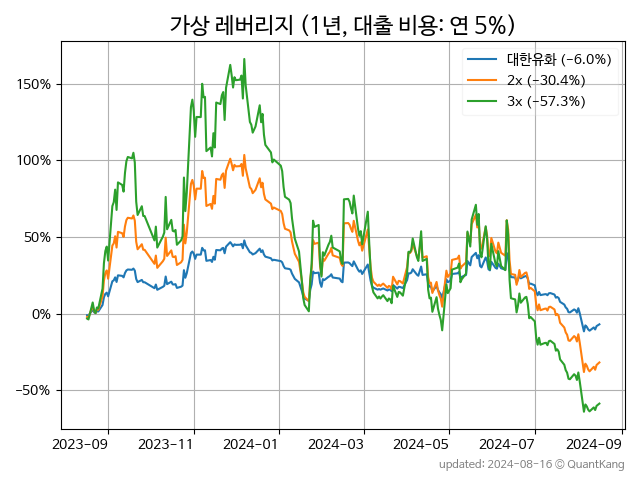 가상 레버리지 (1년, 대출 비용: 연 5%)
대한유화 (−6.0%)
2x (−30.4%)
3x (−57.3%)
150%
100%
50%
0%
−50%
2023-09 2023-11 2024-01 2024-03 2024-05 2024-07 2024-09
updated: 2024-08-16 © QuantKang